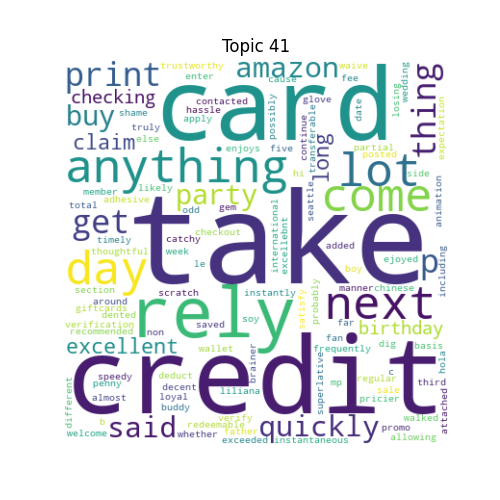 Topic 41
print
trustworthy
enter
amazon
cause
waive
fee
possibly
wedding
losing
thing
expectation
checking
contacted
hassle
apply
card
glove
date
buy
shame
truly
else
continue
transferable
long
partial
posted
claim
anything
enjoys
five
hi
lot
side
member
likely
adhesive
party
seattle
come
animation
total
get
odd
gem
take
international
excellebnt
added
boy
p
including
timely
catchy
checkout
thoughtful
week
le
day
section
giftcards
around
scratch
instantly
satisfy
probably
manner
chinese
next
dented
verification
recommended
non
rely
saved
soy
far
birthday
fan
excellent
wallet
brainer
frequently
dig
basis
hola
speedy
deduct
penny
decent
liliana
superlative
mp
c
regular
third
almost
loyal
sale
pricier
attached
different
buddy
credit
b
verify
redeemable
father
walked
promo
welcome
said
whether
quickly
exceeded
instantaneous
allowing
ejoyed